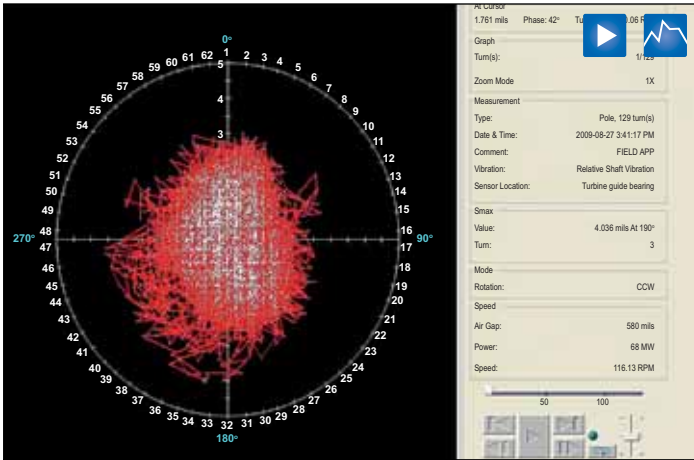 0°
62 1 2
61 3
60 4
59 5
58 6
57 7
56 8
55 9
54 10
53 11
52 12
51 13
50 14
49 15
48 16
270° 47 17 90°
46 18
45 19
44 20
43 21
42 22
41 23
40 24
39 25
38 26
37 27
36 28
35 29
34 30
33 31
32
180°
5
4
3
At Cursor
1.761 mils Phase: 42°
Graph
Turn(s): 1/129
Zoom Mode 1X
Measurement
Type: Pole, 129 turn(s)
Date & Time: 2009-08-27 3:41:17 PM
Comment: FIELD APP
Vibration: Relative Shaft Vibration
Sensor Location: Turbine guide bearing
Smax
Value: 4.036 mils At 190°
Turn: 3
Mode
Rotation: CCW
Speed
Air Gap: 580 mils
Power: 68 MW
Speed: 116.13 RPM
50 100